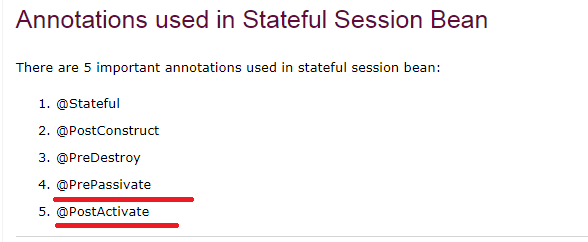 Annotations used in Stateful Session Bean
There are 5 important annotations used in stateful session bean:
1. @Stateful
2. @PostConstruct
3. @PreDestroy
4. @PrePassivate
5. @PostActivate